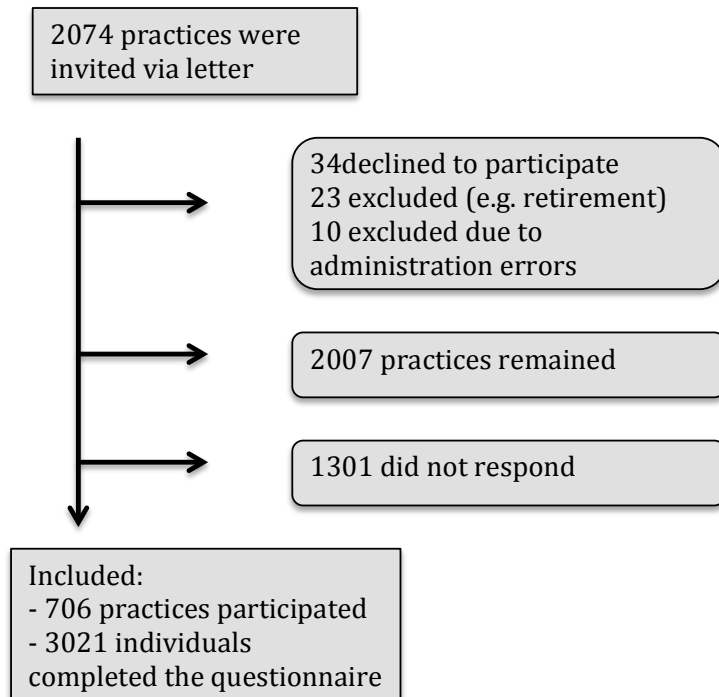 2074 practices were
invited via letter
34declined to participate
23 excluded (e.g. retirement)
10 excluded due to
administration errors
2007 practices remained
1301 did not respond
Included:
- 706 practices participated
- 3021 individuals
completed the questionnaire